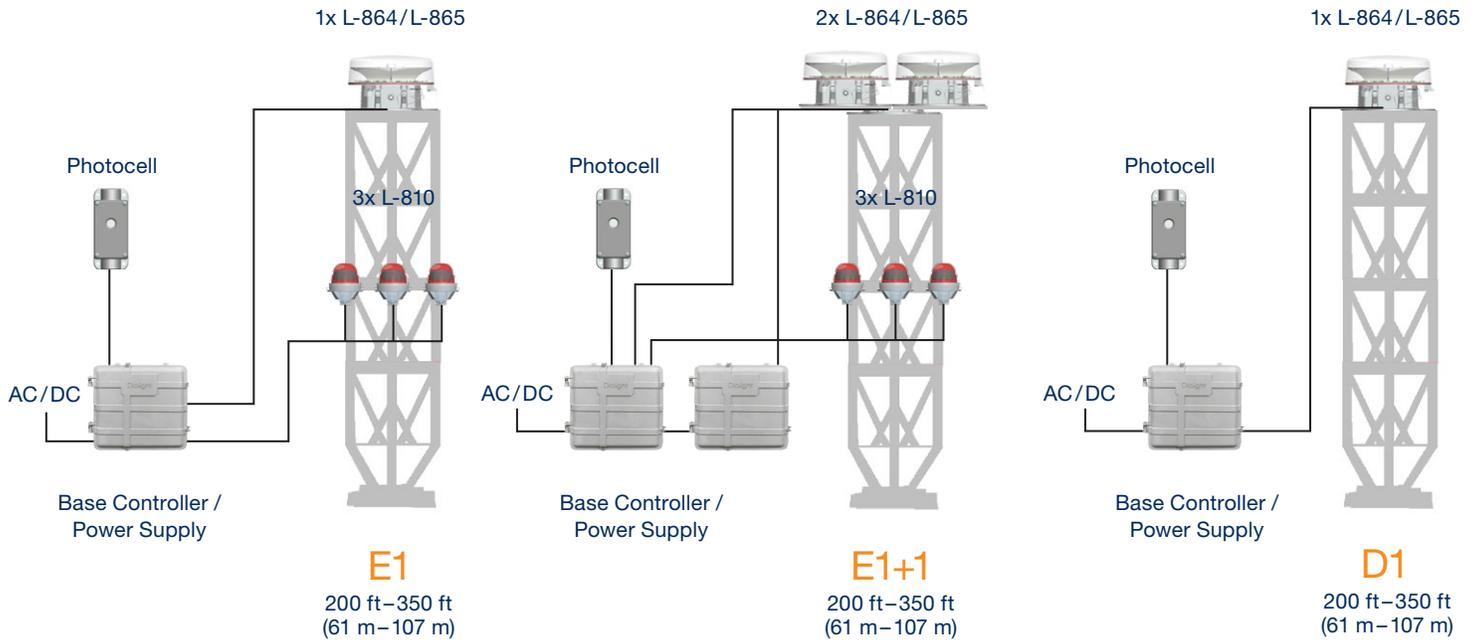 1x L-864/L-865
Photocell
3x L-810
AC/DC
Base Controller /
Power Supply
E1
200 ft–350 ft
(61 m–107 m)
2x L-864/L-865
Photocell
3x L-810
AC/DC
Base Controller /
Power Supply
E1+1
200 ft–350 ft
(61 m–107 m)
1x L-864/L-865
Photocell
AC/DC
Base Controller /
Power Supply
D1
200 ft–350 ft
(61 m–107 m)